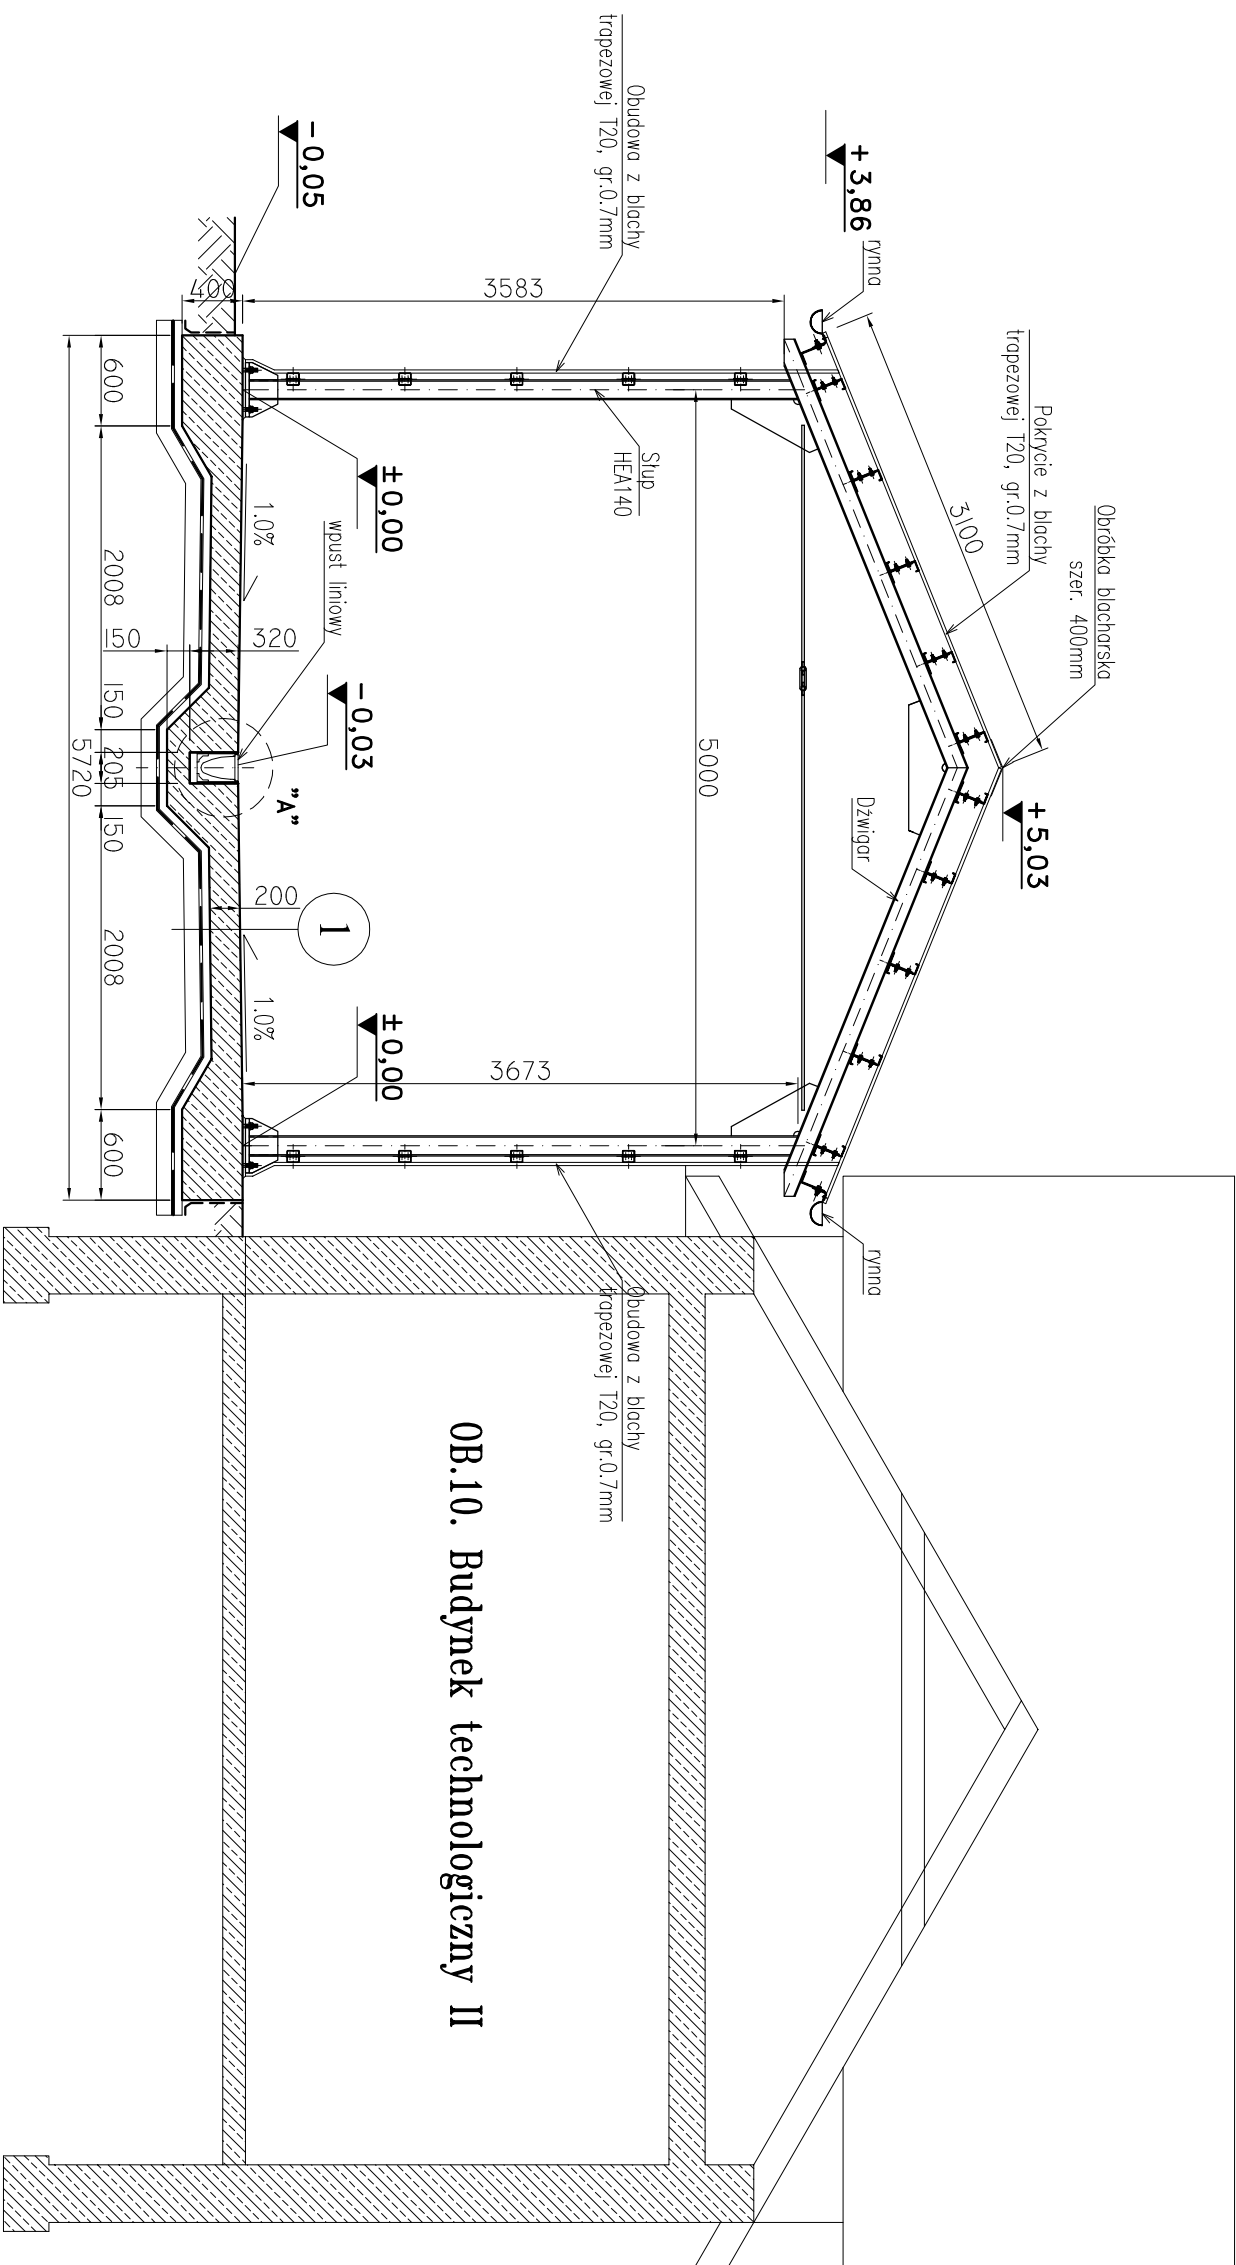 Obróbka blacharska
szer. 400mm
Pokrycie z blachy
trapezowej T20, gr.0.7mm
+5,03
3100
+3,86
rynna
rynna
Dźwigar
5000
Obudowa z blachy
trapezowej T20, gr.0.7mm
Słup
HEA140
3583
3673
Obudowa z blachy
trapezowej T20, gr.0.7mm
OB.10. Budynek technologiczny II
±0,00
±0,00
-0,05
-0,03
wpust liniowy
"A"
1
1.0%
1.0%
400
320
150
200
600
2008
150
205
150
2008
600
5720